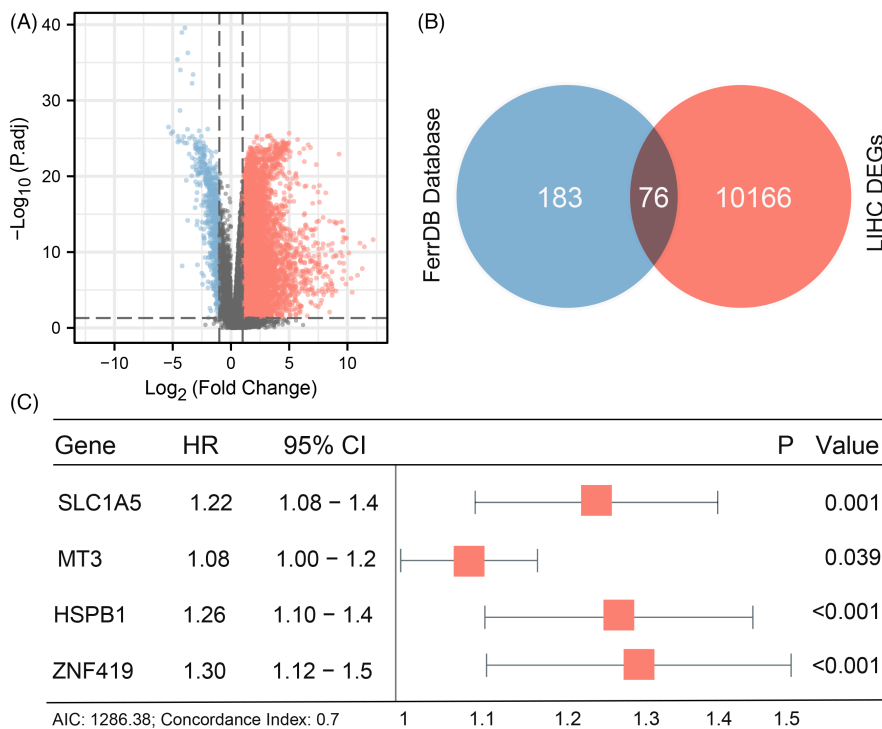 (A)
40
30
20
10
0
−Log10 (P.adj)
−10 −5 0 5 10
Log2 (Fold Change)
(B)
FerrDB Database
183 76 10166
LIHC DEGs
(C)
Gene HR 95% CI P Value
SLC1A5 1.22 1.08 − 1.4 0.001
MT3 1.08 1.00 − 1.2 0.039
HSPB1 1.26 1.10 − 1.4 <0.001
ZNF419 1.30 1.12 − 1.5 <0.001
AIC: 1286.38; Concordance Index: 0.7 1 1.1 1.2 1.3 1.4 1.5